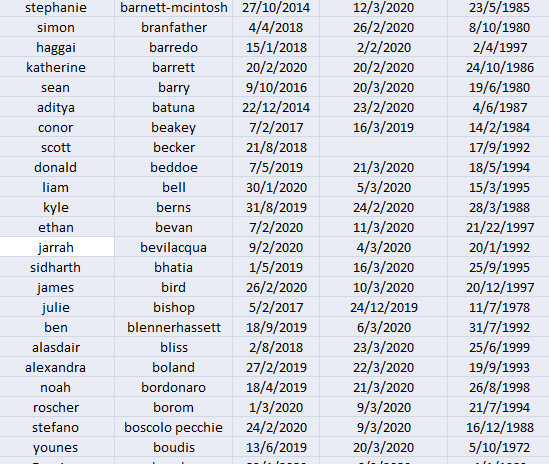 stephanie barnett-mcintosh 27/10/2014 12/3/2020 23/5/1985
simon branfather 4/4/2018 26/2/2020 8/10/1980
haggai barredo 15/1/2018 2/2/2020 2/4/1997
katherine barrett 20/2/2020 20/2/2020 24/10/1986
sean barry 9/10/2016 20/3/2020 19/6/1980
aditya batuna 22/12/2014 23/2/2020 4/6/1987
conor beakey 7/2/2017 16/3/2019 14/2/1984
scott becker 21/8/2018 17/9/1992
donald beddoe 7/5/2019 21/3/2020 18/5/1994
liam bell 30/1/2020 5/3/2020 15/3/1995
kyle berns 31/8/2019 24/2/2020 28/3/1988
ethan bevan 7/2/2020 11/3/2020 21/22/1997
jarrah bevilacqua 9/2/2020 4/3/2020 20/1/1992
sidharth bhatia 1/5/2019 16/3/2020 25/9/1995
james bird 26/2/2020 10/3/2020 20/12/1997
julie bishop 5/2/2017 24/12/2019 11/7/1978
ben blennerhassett 18/9/2019 6/3/2020 31/7/1992
alasdair bliss 2/8/2018 23/3/2020 25/6/1999
alexandra boland 27/2/2019 22/3/2020 19/9/1993
noah bordonaro 18/4/2019 21/3/2020 26/8/1998
roscher borom 1/3/2020 9/3/2020 21/7/1994
stefano boscolo pecchie 24/2/2020 9/3/2020 16/12/1988
younes boudis 13/6/2019 20/3/2020 5/10/1972